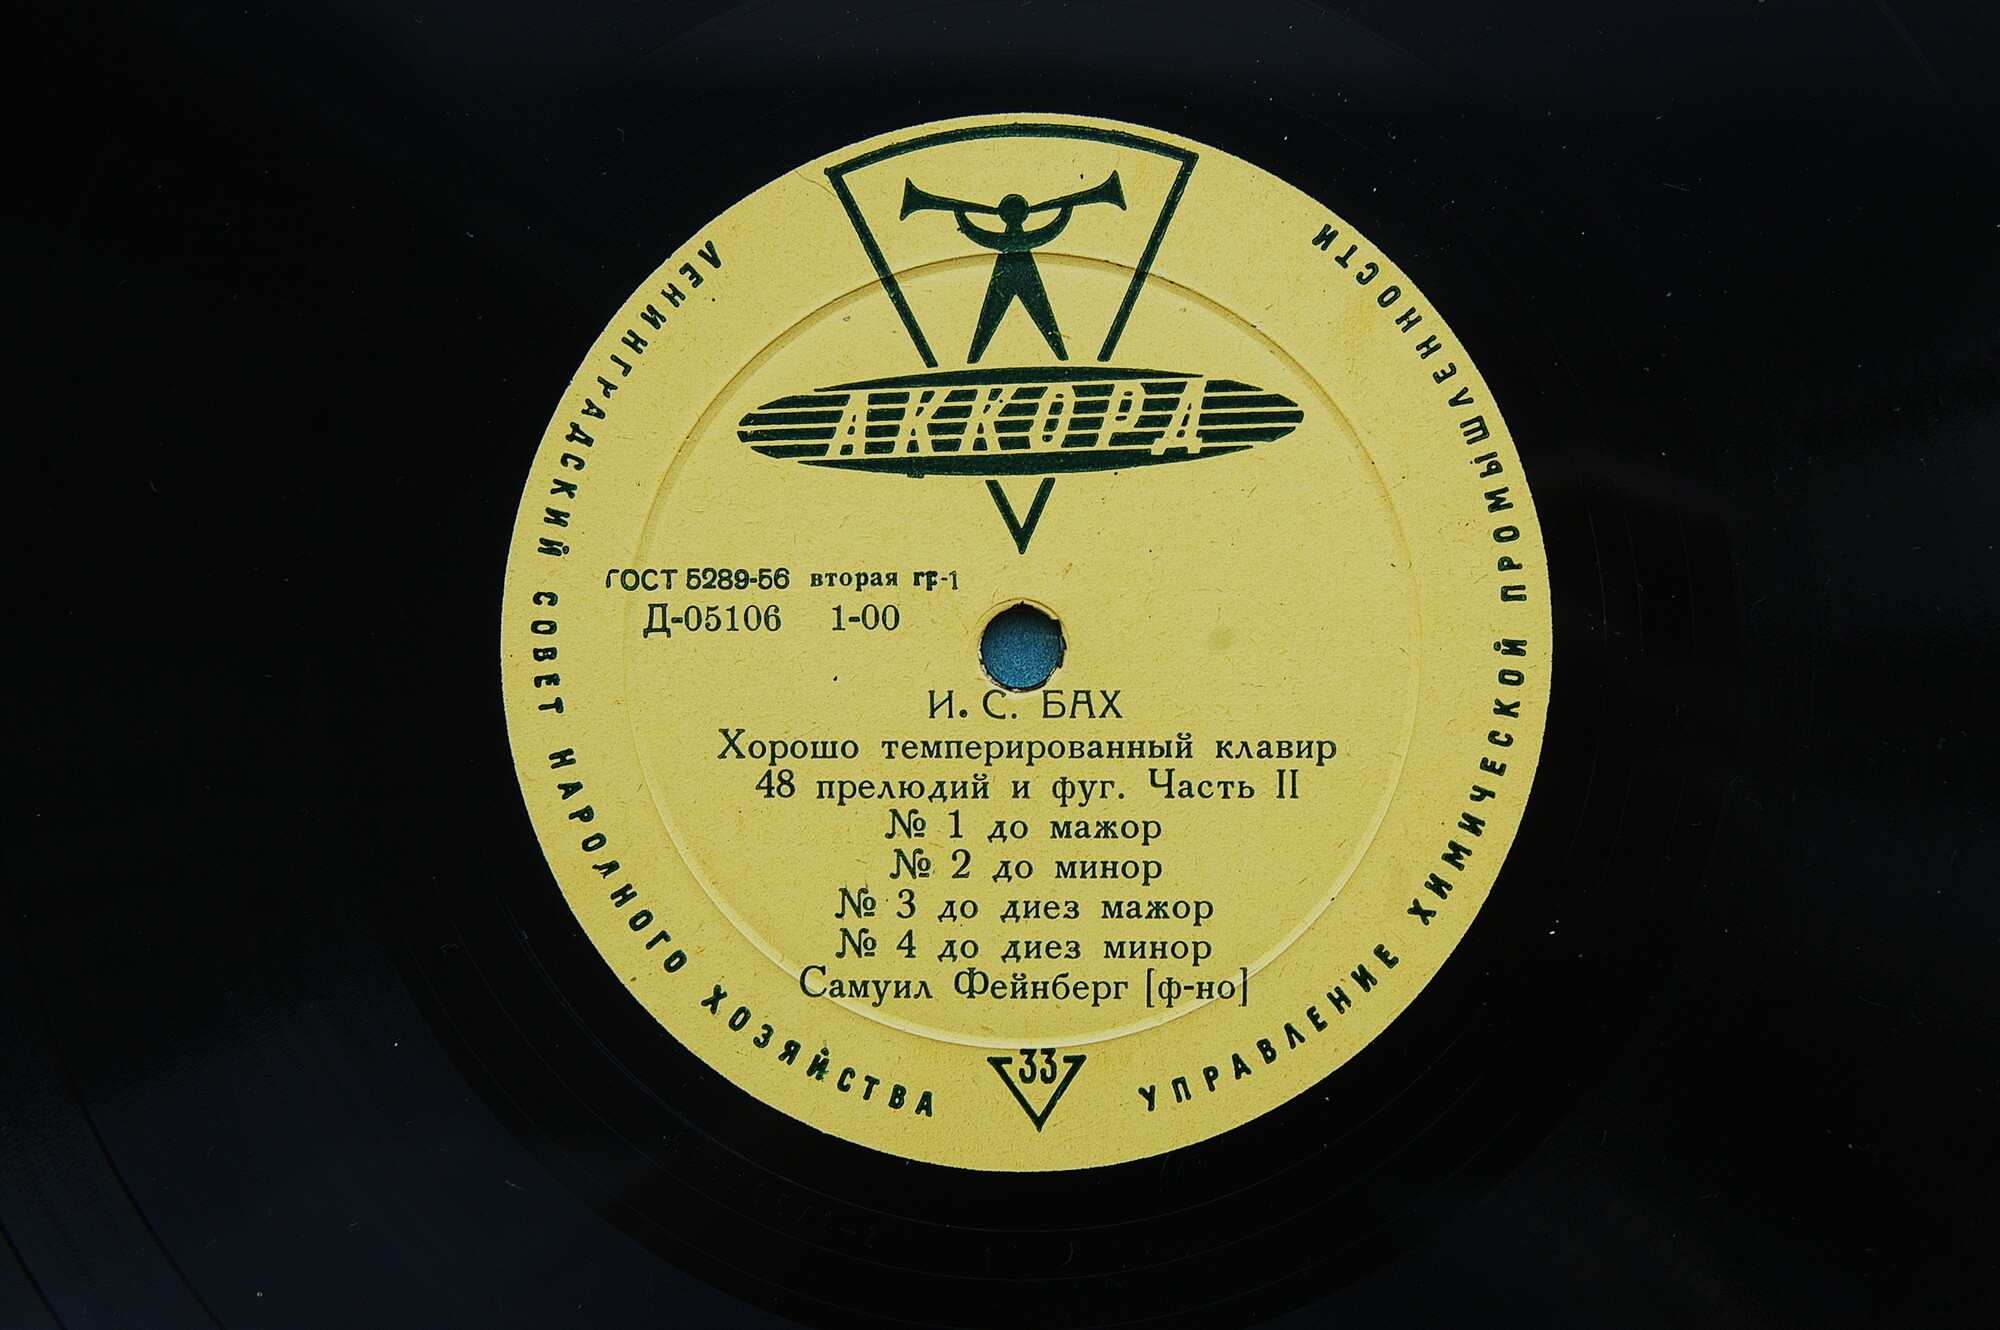 АККОРД
ЛЕНИНГРАДСКИЙ СОВЕТ НАРОДНОГО ХОЗЯЙСТВА
УПРАВЛЕНИЕ ХИМИЧЕСКОЙ ПРОМЫШЛЕННОСТИ
ГОСТ 5289-56 вторая гр-1
Д-05106 1-00
И. С. БАХ
Хорошо темперированный клавир
48 прелюдий и фуг. Часть II
№ 1 до мажор
№ 2 до минор
№ 3 до диез мажор
№ 4 до диез минор
Самуил Фейнберг [ф-но]
33